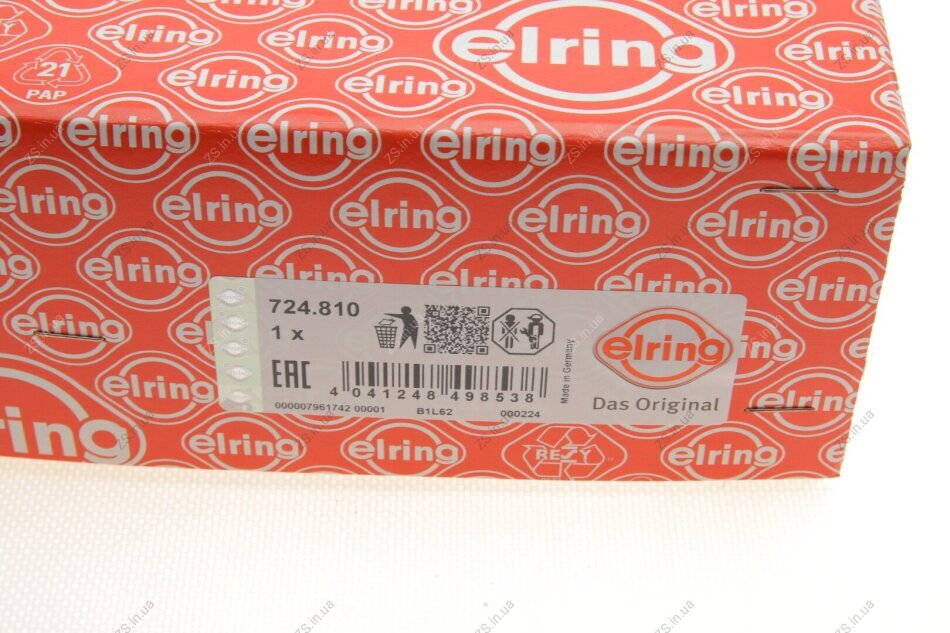 elring
21
PAP
724.810
1 x
EAC
4 041248 498538
Made in Germany
000007961742 00001 B1L62 000224
elring
Das Original
RESY
ZS.in.ua